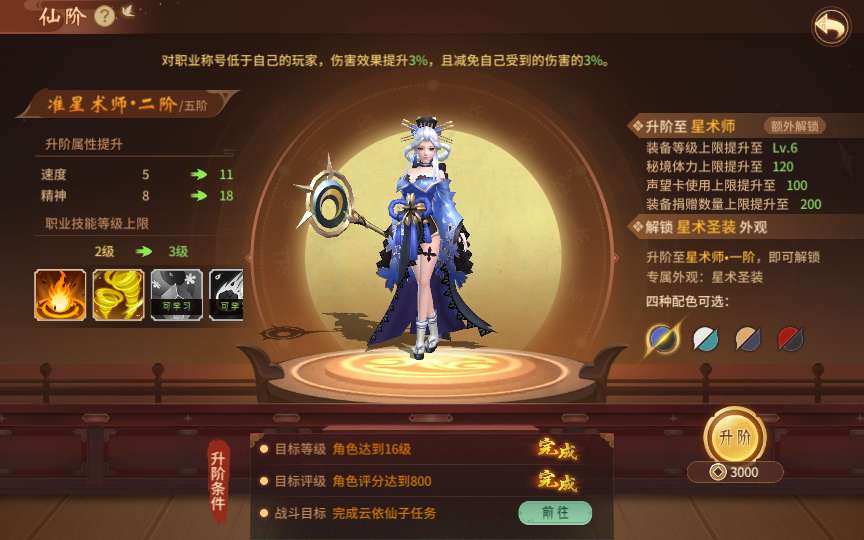 仙阶 ?
对职业称号低于自己的玩家，伤害效果提升3%，且减免自己受到的伤害的3%。
准星术师·二阶/五阶
升阶属性提升
速度 5 11
精神 8 18
职业技能等级上限
2级 3级
可学习
可学
升阶至 星术师 额外解锁
装备等级上限提升至 Lv.6
秘境体力上限提升至 120
声望卡使用上限提升至 100
装备捐赠数量上限提升至 200
解锁 星术圣装 外观
升阶至星术师·一阶，即可解锁
专属外观：星术圣装
四种配色可选：
升阶条件
目标等级 角色达到16级 完成
目标评级 角色评分达到800 完成
战斗目标 完成云依仙子任务 前往
升阶
3000